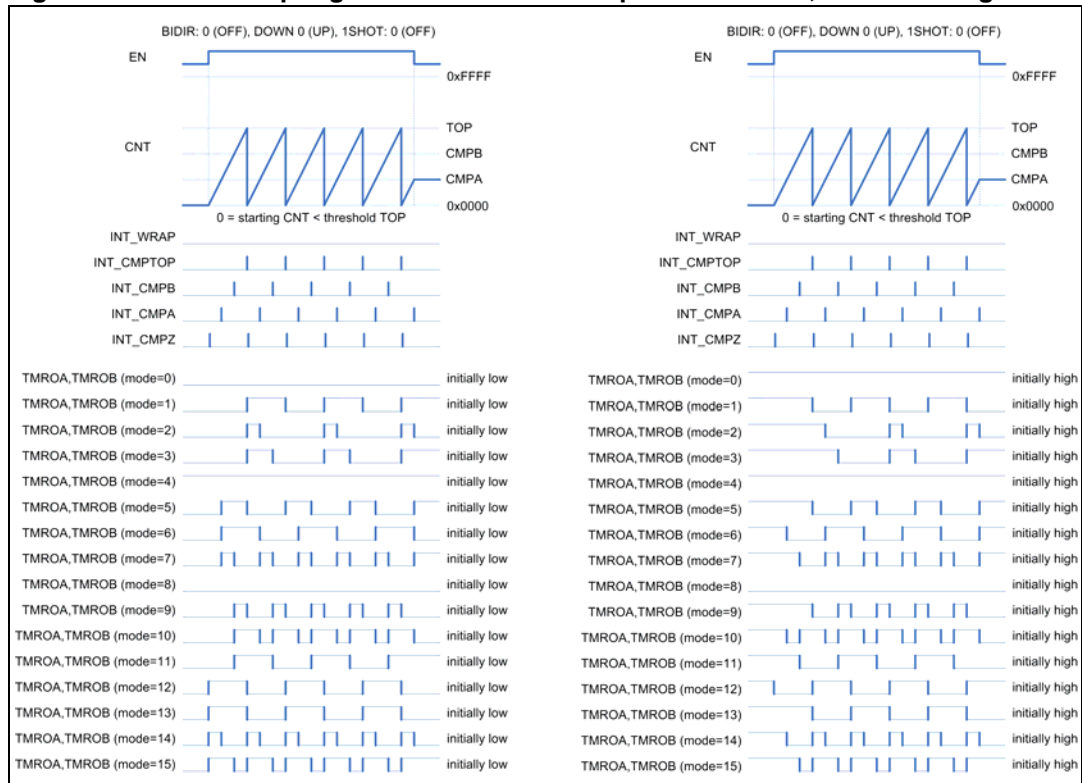 BIDIR: 0 (OFF), DOWN 0 (UP), 1SHOT: 0 (OFF)
EN
0xFFFF
TOP
CNT
CMPB
CMPA
0x0000
0 = starting CNT < threshold TOP
INT_WRAP
INT_CMPTOP
INT_CMPB
INT_CMPA
INT_CMPZ
TMROA,TMROB (mode=0) initially low
TMROA,TMROB (mode=1) initially low
TMROA,TMROB (mode=2) initially low
TMROA,TMROB (mode=3) initially low
TMROA,TMROB (mode=4) initially low
TMROA,TMROB (mode=5) initially low
TMROA,TMROB (mode=6) initially low
TMROA,TMROB (mode=7) initially low
TMROA,TMROB (mode=8) initially low
TMROA,TMROB (mode=9) initially low
TMROA,TMROB (mode=10) initially low
TMROA,TMROB (mode=11) initially low
TMROA,TMROB (mode=12) initially low
TMROA,TMROB (mode=13) initially low
TMROA,TMROB (mode=14) initially low
TMROA,TMROB (mode=15) initially low
BIDIR: 0 (OFF), DOWN 0 (UP), 1SHOT: 0 (OFF)
EN
0xFFFF
TOP
CNT
CMPB
CMPA
0x0000
0 = starting CNT < threshold TOP
INT_WRAP
INT_CMPTOP
INT_CMPB
INT_CMPA
INT_CMPZ
TMROA,TMROB (mode=0) initially high
TMROA,TMROB (mode=1) initially high
TMROA,TMROB (mode=2) initially high
TMROA,TMROB (mode=3) initially high
TMROA,TMROB (mode=4) initially high
TMROA,TMROB (mode=5) initially high
TMROA,TMROB (mode=6) initially high
TMROA,TMROB (mode=7) initially high
TMROA,TMROB (mode=8) initially high
TMROA,TMROB (mode=9) initially high
TMROA,TMROB (mode=10) initially high
TMROA,TMROB (mode=11) initially high
TMROA,TMROB (mode=12) initially high
TMROA,TMROB (mode=13) initially high
TMROA,TMROB (mode=14) initially high
TMROA,TMROB (mode=15) initially high